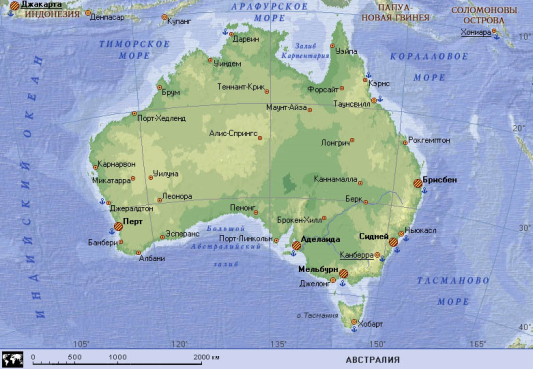 Джакарта
ИНДОНЕЗИЯ
Денпасар
Купанг
АРАФУРСКОЕ
МОРЕ
ПАПУА-
НОВАЯ ГВИНЕЯ
СОЛОМОНОВЫ
ОСТРОВА
Хониара
10°
ТИМОРСКОЕ
МОРЕ
Дарвин
Залив
Карпентария
Уэйпа
КОРАЛЛОВОЕ
МОРЕ
Уиндем
Брум
Теннант-Крик
Форсайт
Кэрнс
Таунсвилл
Маунт-Айза
Порт-Хедленд
20°
Алис-Спрингс
Лонгрич
Рокгемптон
ИНДИЙСКИЙ ОКЕАН
Карнарвон
Микатарра
Уилуна
Каннамалла
Брисбен
Джералдтон
Леонора
Пенонг
Берк
30°
Перт
Большой
Австралийский
залив
Брокен-Хилл
Ньюкасл
Банбери
Эсперанс
Порт-Линкольн
Аделаида
Сидней
Албани
Канберра
Мельбурн
Джелонг
ТАСМАНОВО
МОРЕ
о.Тасмания
Хобарт
40°
105°
120°
135°
150°
0 500 1000 2000 км
АВСТРАЛИЯ